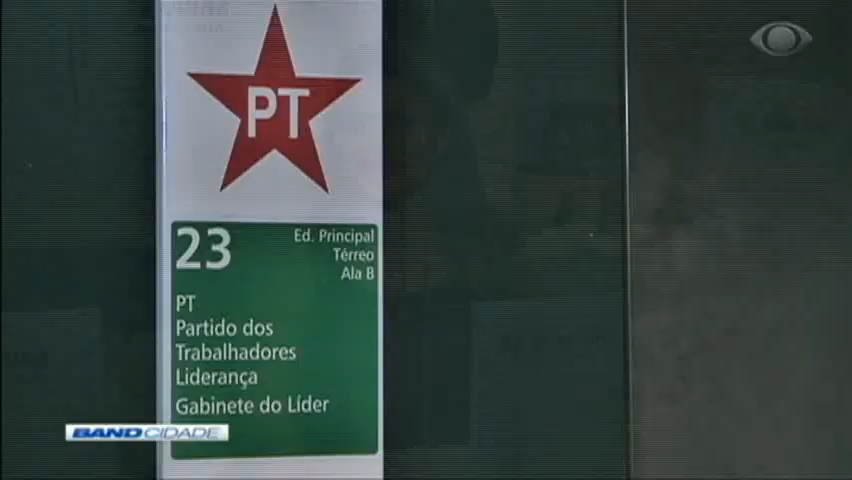 PT
23
Ed. Principal
Térreo
Ala B
PT
Partido dos
Trabalhadores
Liderança
Gabinete do Líder
BAND CIDADE